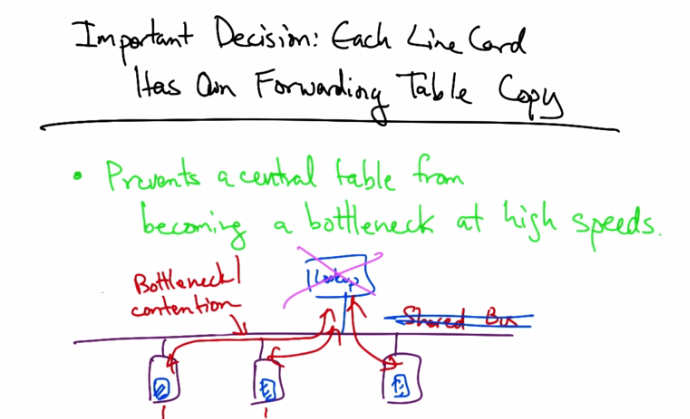 Important Decision: Each Line Card
Has Own Forwarding Table Copy
• Prevents a central table from
becoming a bottleneck at high speeds.
Bottleneck/
contention
Lookup
Shared Bus